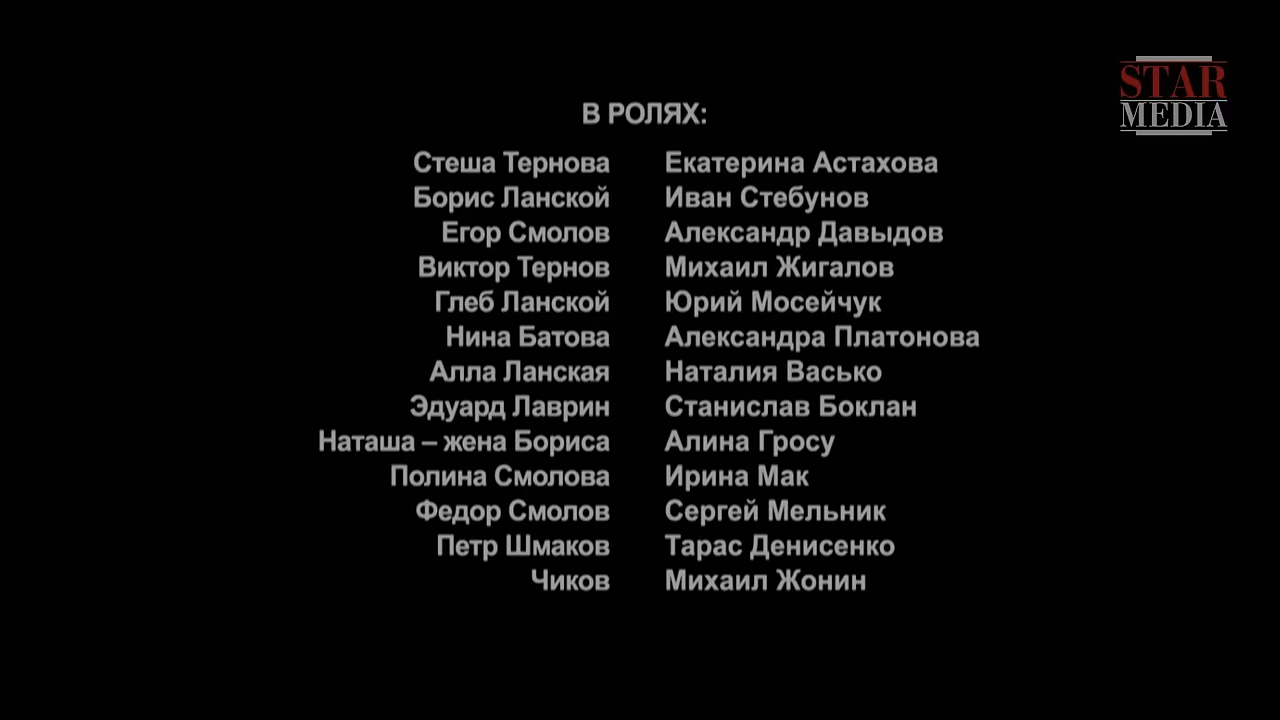 STAR
MEDIA
В РОЛЯХ:
Стеша Тернова Екатерина Астахова
Борис Ланской Иван Стебунов
Егор Смолов Александр Давыдов
Виктор Тернов Михаил Жигалов
Глеб Ланской Юрий Мосейчук
Нина Батова Александра Платонова
Алла Ланская Наталия Васько
Эдуард Лаврин Станислав Боклан
Наташа – жена Бориса Алина Гросу
Полина Смолова Ирина Мак
Федор Смолов Сергей Мельник
Петр Шмаков Тарас Денисенко
Чиков Михаил Жонин